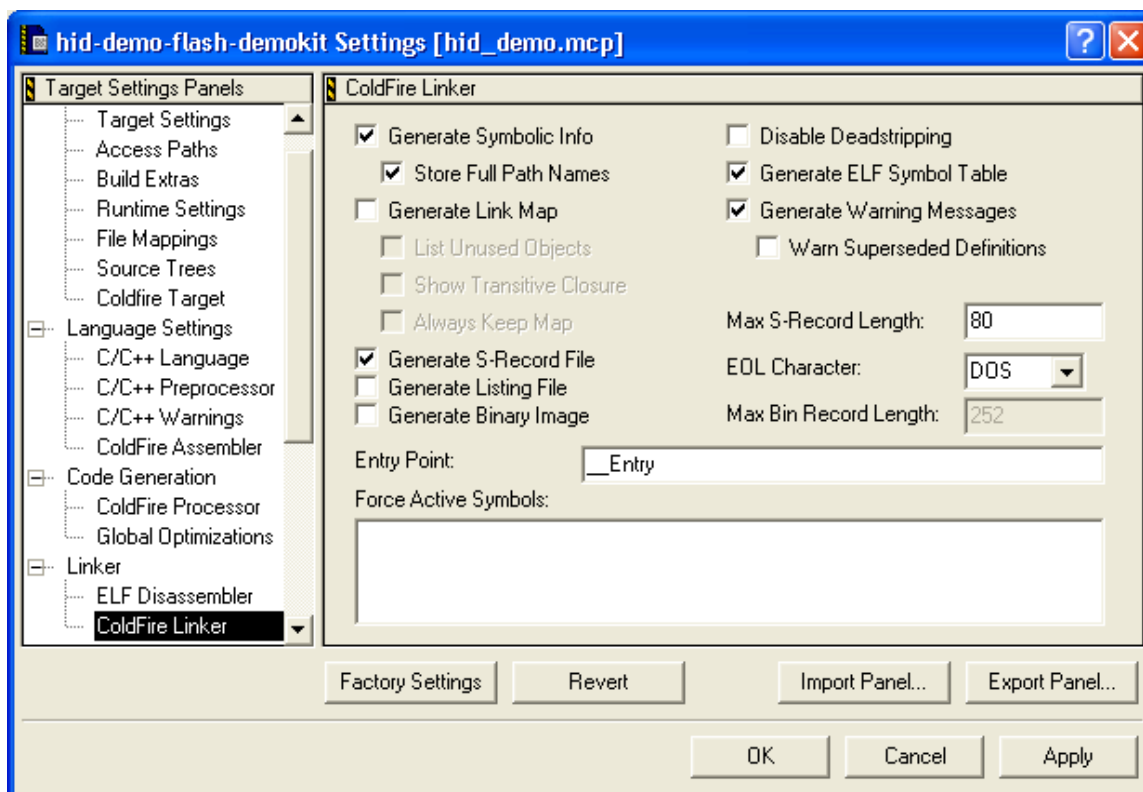 hid-demo-flash-demokit Settings [hid_demo.mcp]
Target Settings Panels
Target Settings
Access Paths
Build Extras
Runtime Settings
File Mappings
Source Trees
Coldfire Target
Language Settings
C/C++ Language
C/C++ Preprocessor
C/C++ Warnings
ColdFire Assembler
Code Generation
ColdFire Processor
Global Optimizations
Linker
ELF Disassembler
ColdFire Linker
ColdFire Linker
Generate Symbolic Info
Store Full Path Names
Generate Link Map
List Unused Objects
Show Transitive Closure
Always Keep Map
Generate S-Record File
Generate Listing File
Generate Binary Image
Disable Deadstripping
Generate ELF Symbol Table
Generate Warning Messages
Warn Superseded Definitions
Max S-Record Length: 80
EOL Character: DOS
Max Bin Record Length: 252
Entry Point: __Entry
Force Active Symbols:
Factory Settings Revert Import Panel... Export Panel...
OK Cancel Apply